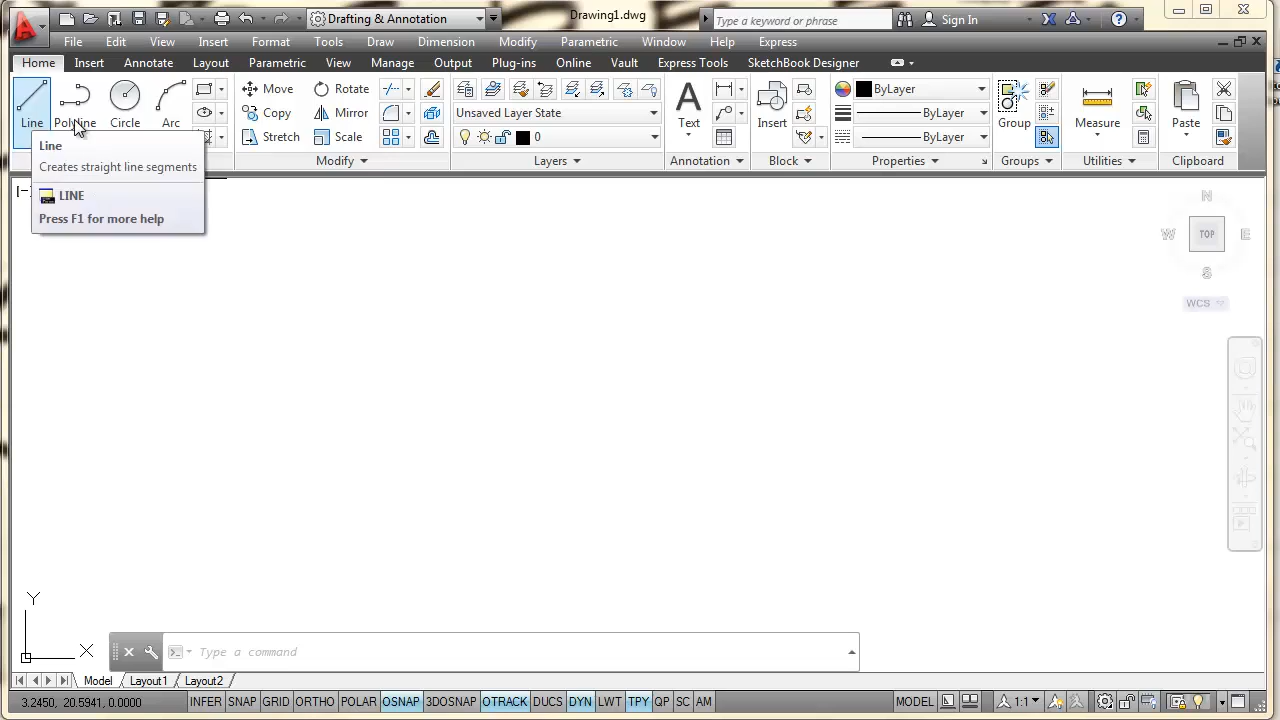 Drafting & Annotation
Drawing1.dwg
Type a keyword or phrase
Sign In
File Edit View Insert Format Tools Draw Dimension Modify Parametric Window Help Express
Home Insert Annotate Layout Parametric View Manage Output Plug-ins Online Vault Express Tools SketchBook Designer
Line Polyline Circle Arc
Move Rotate
Copy Mirror
Stretch Scale
Unsaved Layer State
0
Text
Insert
ByLayer
ByLayer
ByLayer
Group
Measure
Paste
Modify Layers Annotation Block Properties Groups Utilities Clipboard
Line
Creates straight line segments
LINE
Press F1 for more help
N
W TOP E
S
WCS
Y
X
Type a command
Model Layout1 Layout2
3.2450, 20.5941, 0.0000 INFER SNAP GRID ORTHO POLAR OSNAP 3DOSNAP OTRACK DUCS DYN LWT TPY QP SC AM MODEL 1:1